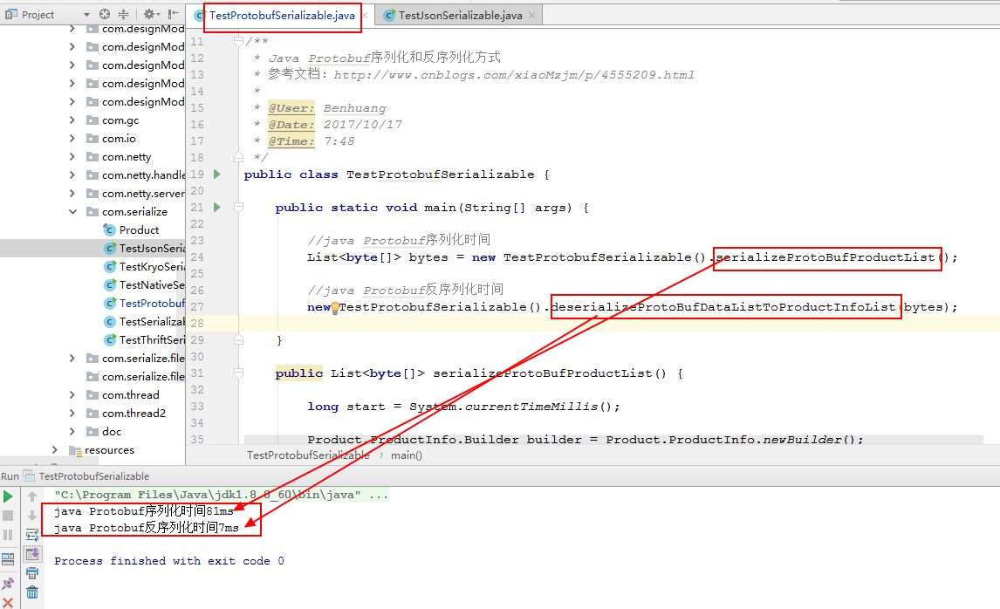 Project
TestProtobufSerializable.java
TestJsonSerializable.java
com.designMod
com.designMod
com.designMod
com.designMod
com.designMod
com.gc
com.io
com.netty
com.netty.handle
com.netty.server
com.serialize
Product
TestJsonSeria
TestKryoSeri
TestNativeSe
TestProtobuf
TestSerializa
TestThriftSeri
com.serialize.file
com.serialize.file
com.thread
com.thread2
doc
resources
11 /**
12 * Java Protobuf序列化和反序列化方式
13 * 参考文档：http://www.cnblogs.com/xiaoMzjm/p/4555209.html
14 *
15 * @User: Benhuang
16 * @Date: 2017/10/17
17 * @Time: 7:48
18 */
19 public class TestProtobufSerializable {
20
21 public static void main(String[] args) {
22
23 //java Protobuf序列化时间
24 List<byte[]> bytes = new TestProtobufSerializable().serializeProtoBufProductList();
25
26 //java Protobuf反序列化时间
27 new TestProtobufSerializable().deserializeProtoBufDataListToProductInfoList(bytes);
28
29 }
30
31 public List<byte[]> serializeProtoBufProductList() {
32
33 long start = System.currentTimeMillis();
34
35 Product.ProductInfo.Builder builder = Product.ProductInfo.newBuilder();
TestProtobufSerializable › main()
Run TestProtobufSerializable
"C:\Program Files\Java\jdk1.8.0_60\bin\java" ...
java Protobuf序列化时间81ms
java Protobuf反序列化时间7ms
Process finished with exit code 0